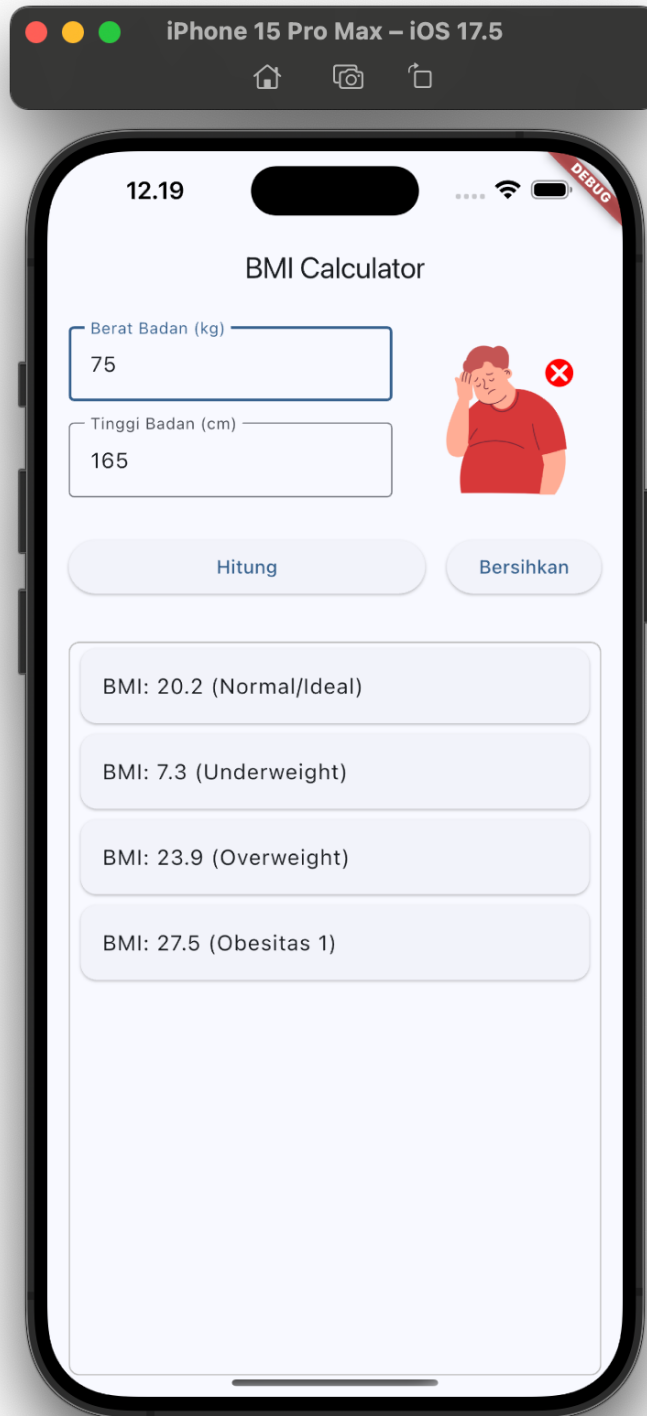 iPhone 15 Pro Max – iOS 17.5
12.19
DEBUG
BMI Calculator
Berat Badan (kg)
75
Tinggi Badan (cm)
165
Hitung
Bersihkan
BMI: 20.2 (Normal/Ideal)
BMI: 7.3 (Underweight)
BMI: 23.9 (Overweight)
BMI: 27.5 (Obesitas 1)